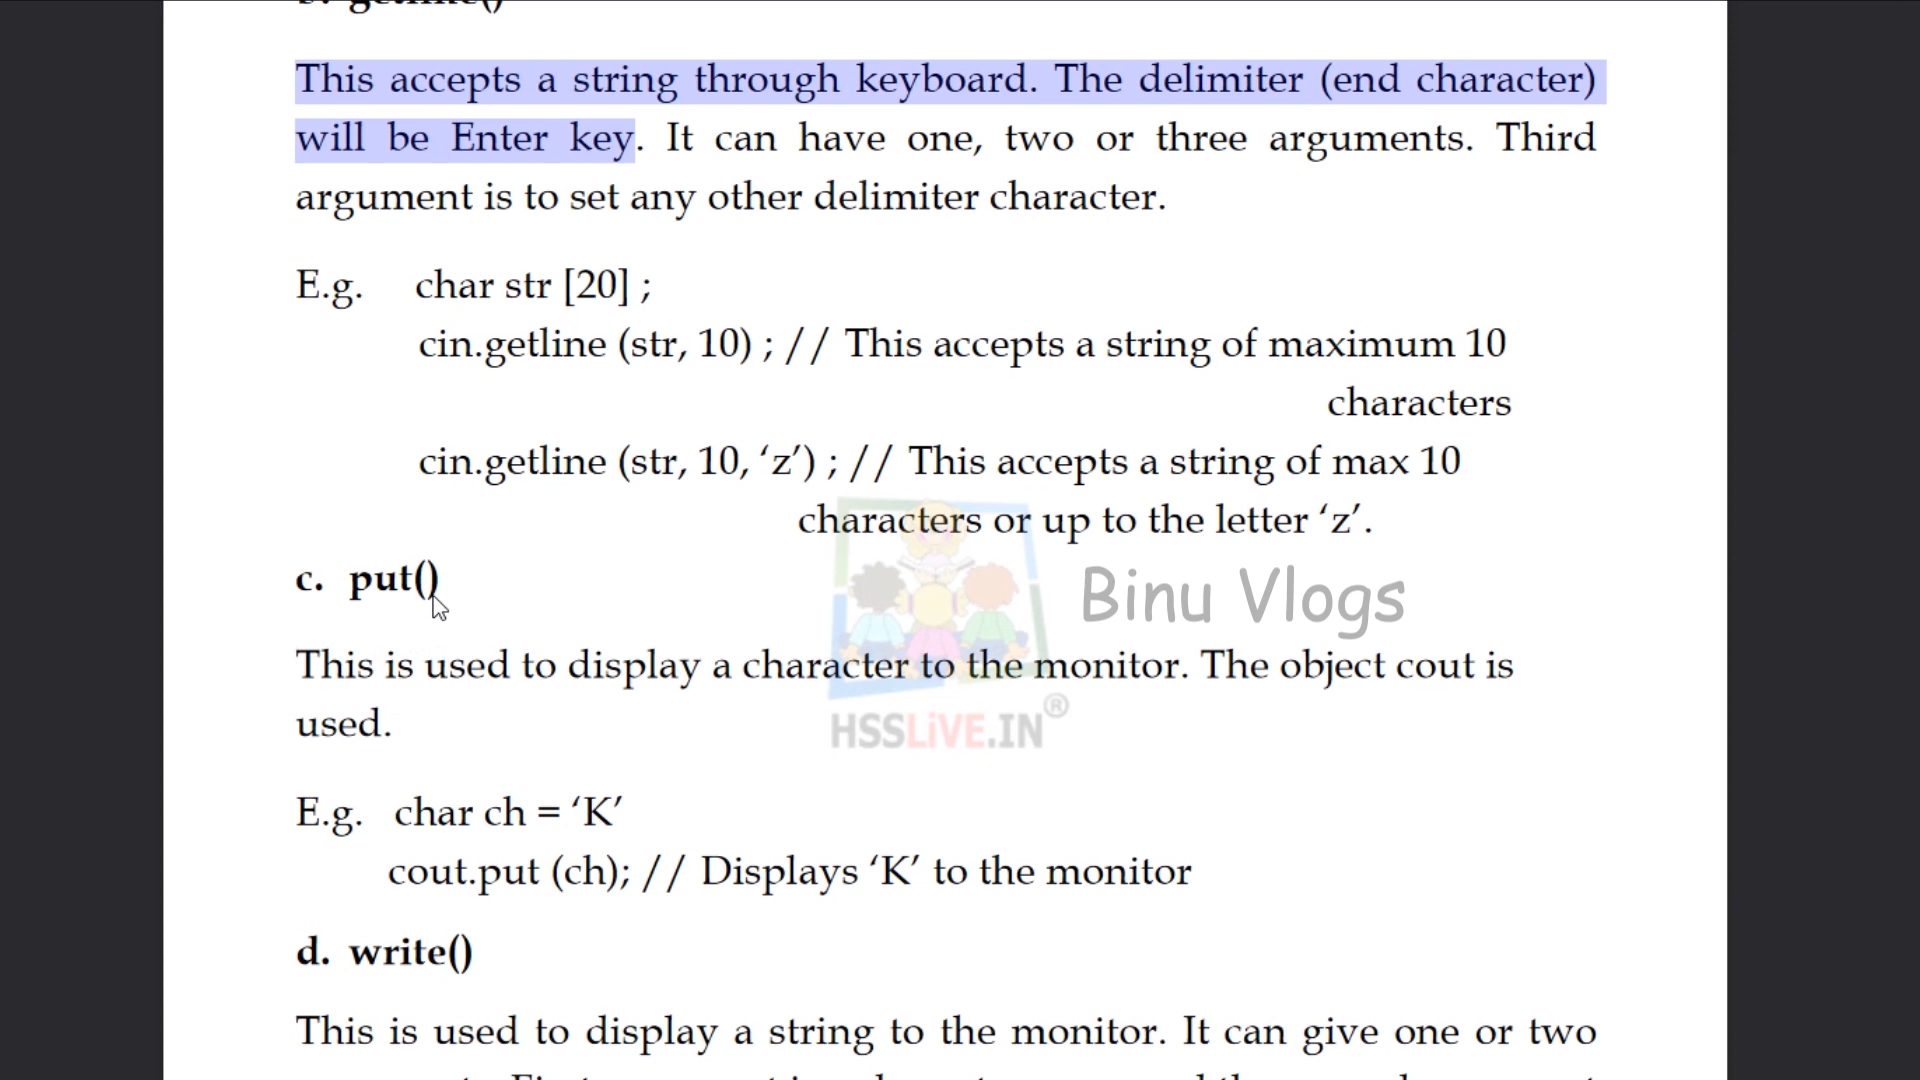 b. getline()
This accepts a string through keyboard. The delimiter (end character)
will be Enter key. It can have one, two or three arguments. Third
argument is to set any other delimiter character.
E.g. char str [20] ;
cin.getline (str, 10) ; // This accepts a string of maximum 10
characters
cin.getline (str, 10, ‘z’) ; // This accepts a string of max 10
characters or up to the letter ‘z’.
c. put()
Binu Vlogs
This is used to display a character to the monitor. The object cout is
used.
HSSLiVE.IN®
E.g. char ch = ‘K’
cout.put (ch); // Displays ‘K’ to the monitor
d. write()
This is used to display a string to the monitor. It can give one or two